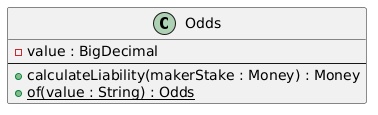 C Odds
value : BigDecimal
calculateLiability(makerStake : Money) : Money
of(value : String) : Odds